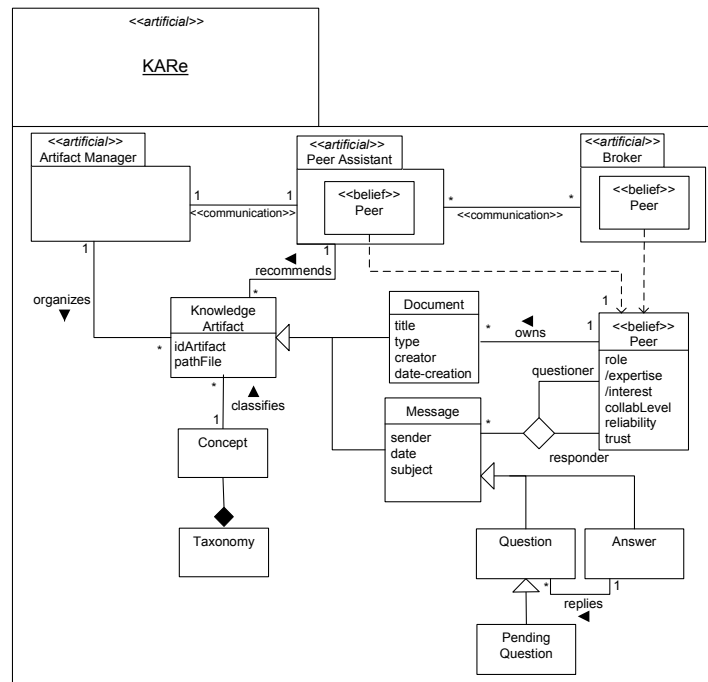 <<artificial>>
KARe
<<artificial>>
Artifact Manager
<<artificial>>
Peer Assistant
<<artificial>>
Broker
<<belief>>
Peer
<<belief>>
Peer
1
1
<<communication>>
*
*
<<communication>>
1
1
recommends
*
organizes
*
Knowledge
Artifact
idArtifact
pathFile
Document
title
type
creator
date-creation
*
owns
1
1
<<belief>>
Peer
role
/expertise
/interest
collabLevel
reliability
trust
questioner
responder
*
classifies
1
Concept
Taxonomy
Message
sender
date
subject
*
Question
Answer
*
1
replies
Pending
Question